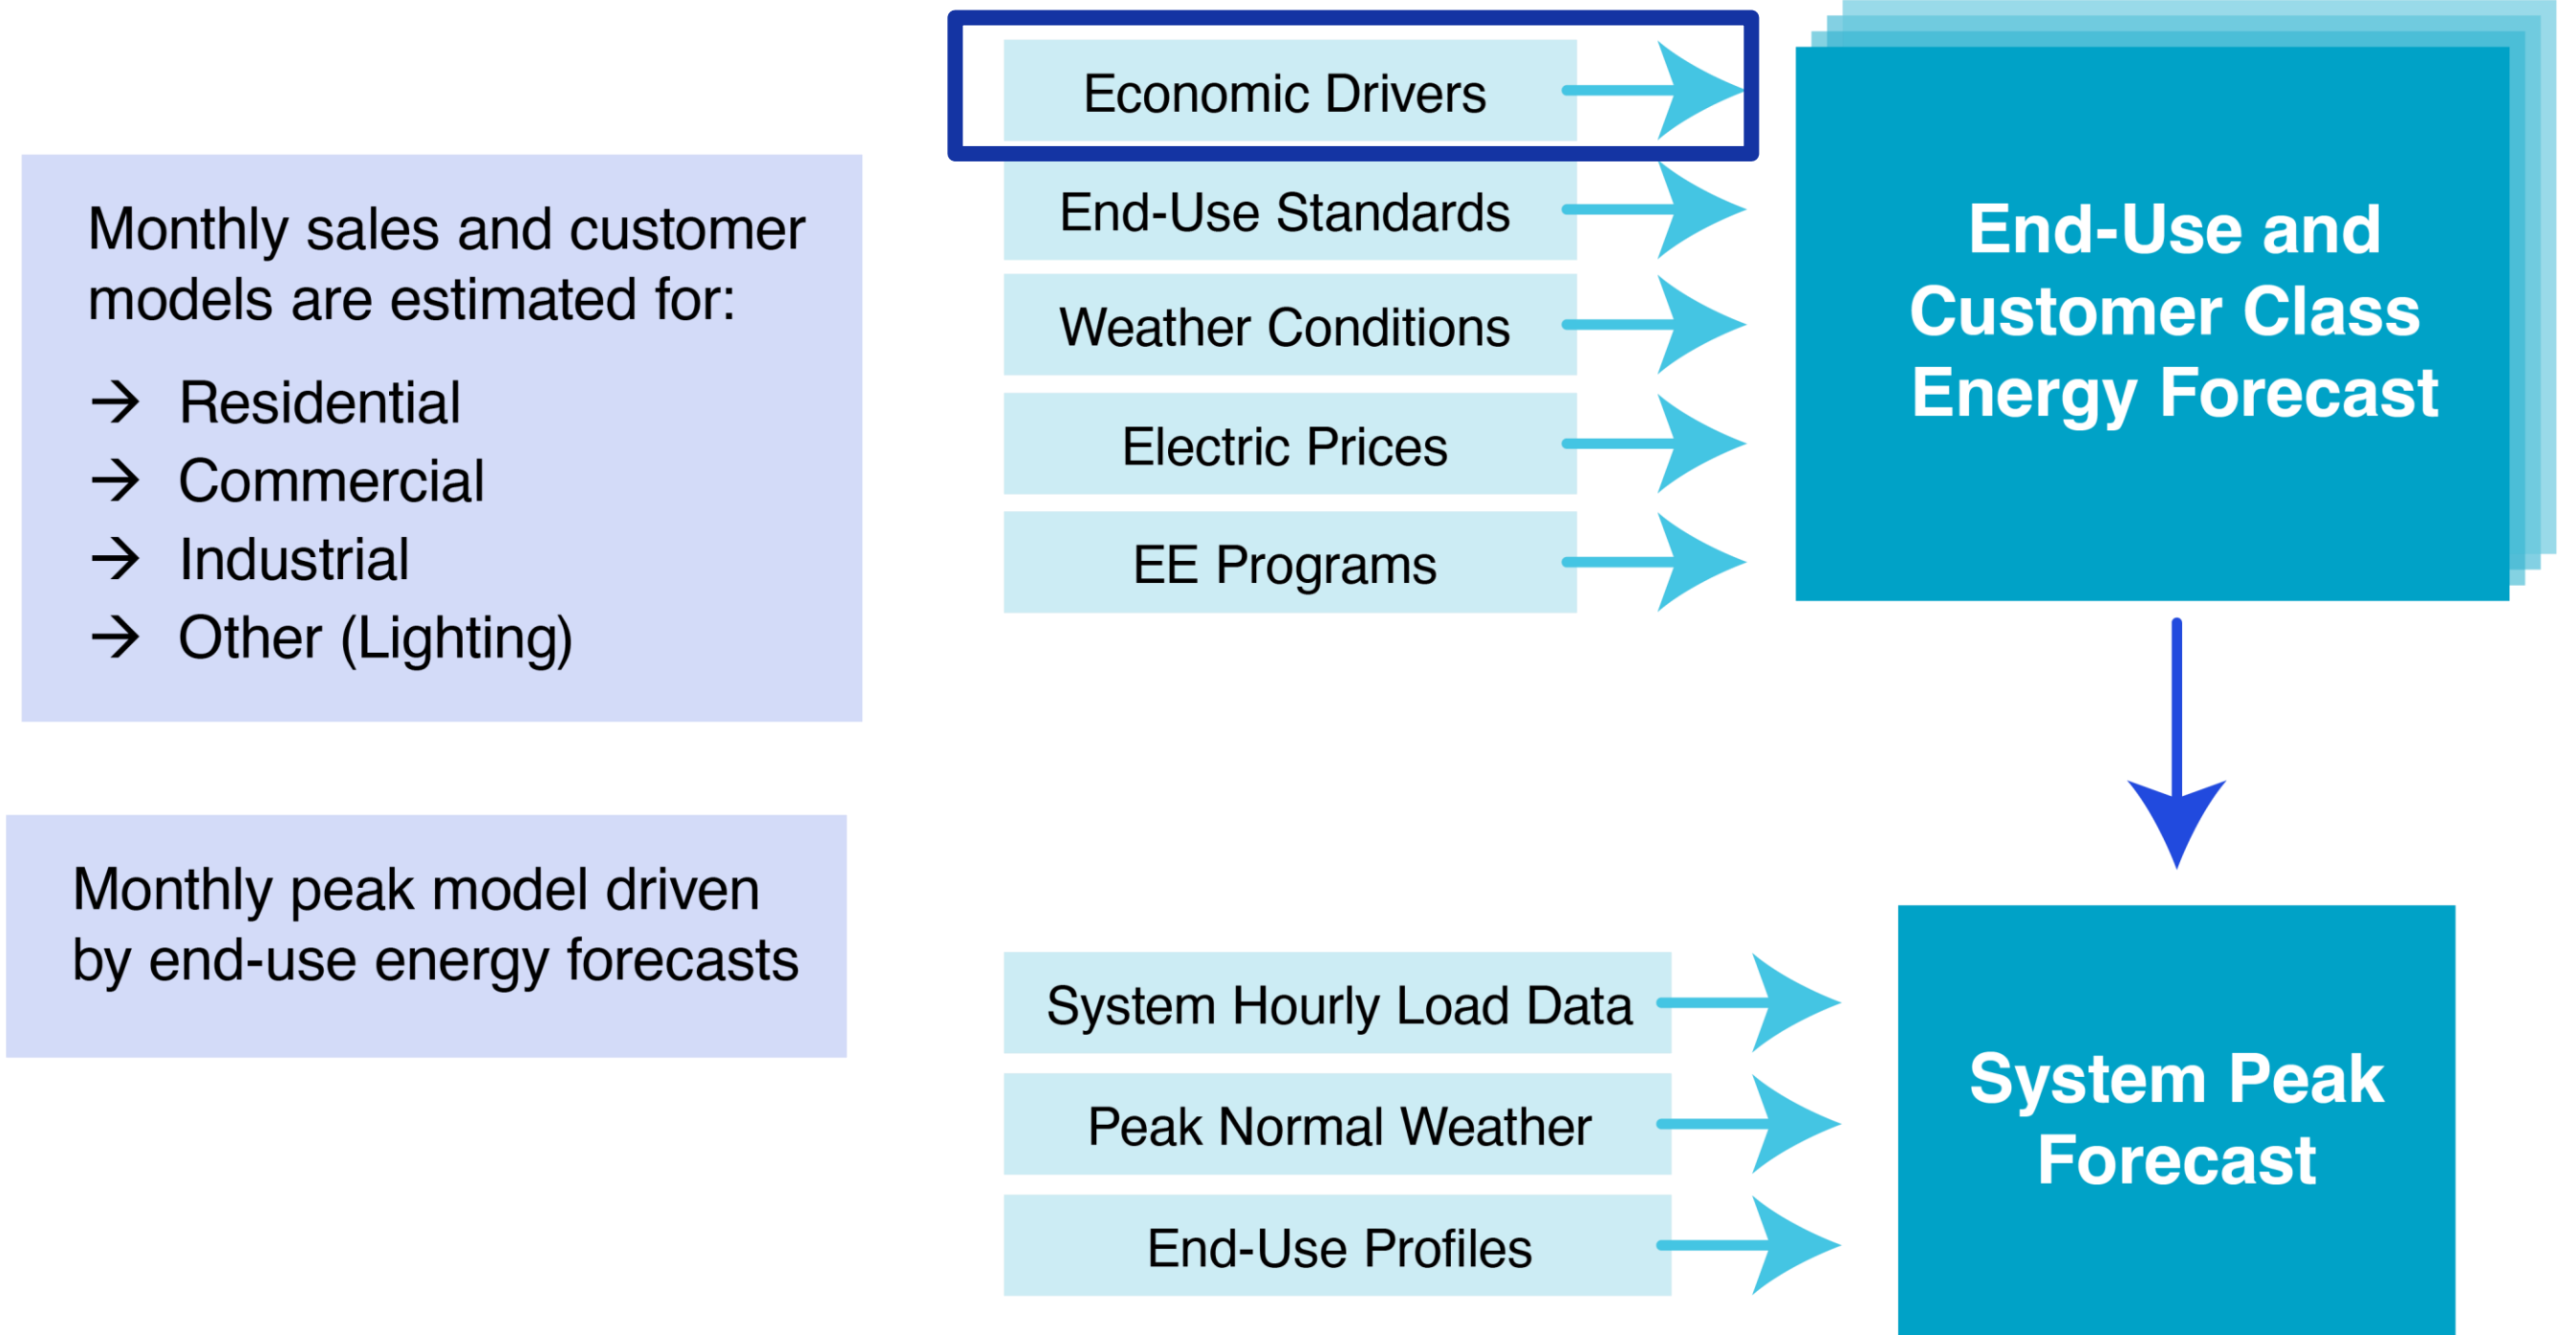 Monthly sales and customer
models are estimated for:
→ Residential
→ Commercial
→ Industrial
→ Other (Lighting)
Economic Drivers
End-Use Standards
Weather Conditions
Electric Prices
EE Programs
End-Use and
Customer Class
Energy Forecast
Monthly peak model driven
by end-use energy forecasts
System Hourly Load Data
Peak Normal Weather
End-Use Profiles
System Peak
Forecast